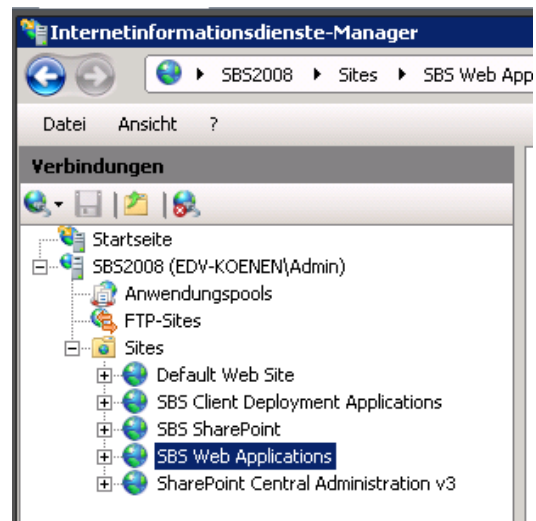 Internetinformationsdienste-Manager
SBS2008 Sites SBS Web App
Datei Ansicht ?
Verbindungen
Startseite
SBS2008 (EDV-KOENEN\Admin)
Anwendungspools
FTP-Sites
Sites
Default Web Site
SBS Client Deployment Applications
SBS SharePoint
SBS Web Applications
SharePoint Central Administration v3